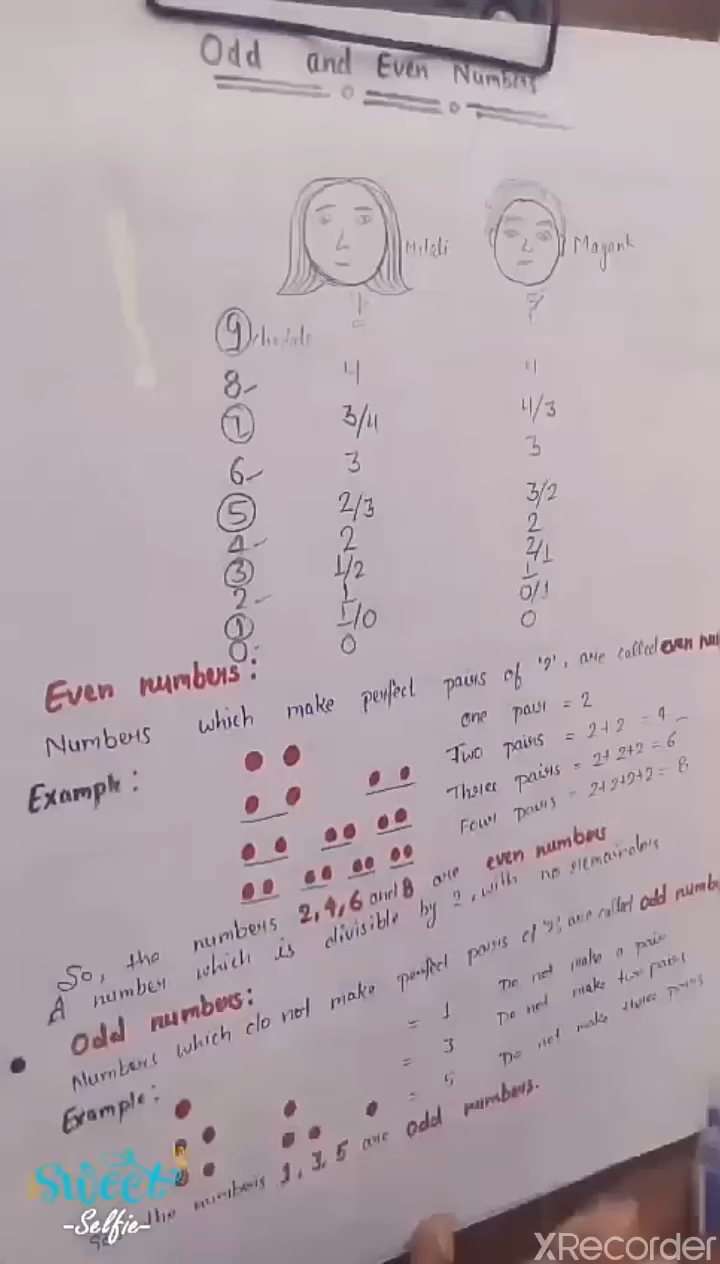 Odd and Even Numbers
Mitali Mayank
? ?
9
8- 4 4
7 3/4 4/3
6- 3 3
5 2/3 3/2
4- 2 2
3 1/2 2/1
2- 1 1
1 1/0 0/1
0 0 0
Even numbers:
Numbers which make perfect pairs of '2', are called even
Example: one pair = 2
Two pairs = 2+2 = 4
Three pairs = 2+2+2=6
Four pairs = 2+2+2+2=8
So, the numbers 2,4,6 and 8 are even numbers
A number which is divisible by 2, with no remainders
Odd numbers:
Numbers which do not make perfect pairs of '2', are called odd
Example: = 1 Do not make a pair
= 3 Do not make two pairs
= 5 Do not make three pairs
the numbers 1, 3, 5 are odd numbers.
Sweet
-Selfie-
XRecorder